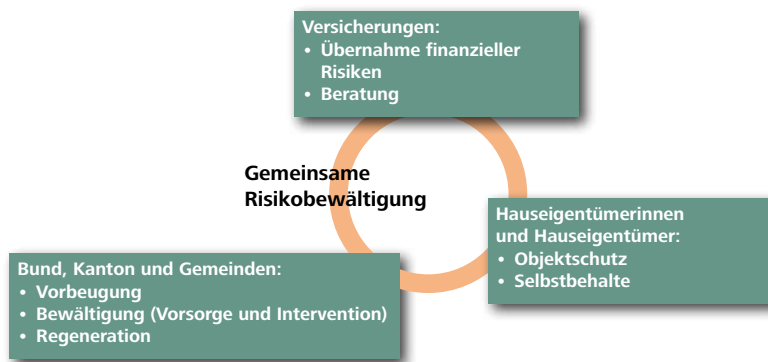 Versicherungen:
• Übernahme finanzieller
Risiken
• Beratung
Gemeinsame
Risikobewältigung
Hauseigentümerinnen
und Hauseigentümer:
• Objektschutz
• Selbstbehalte
Bund, Kanton und Gemeinden:
• Vorbeugung
• Bewältigung (Vorsorge und Intervention)
• Regeneration